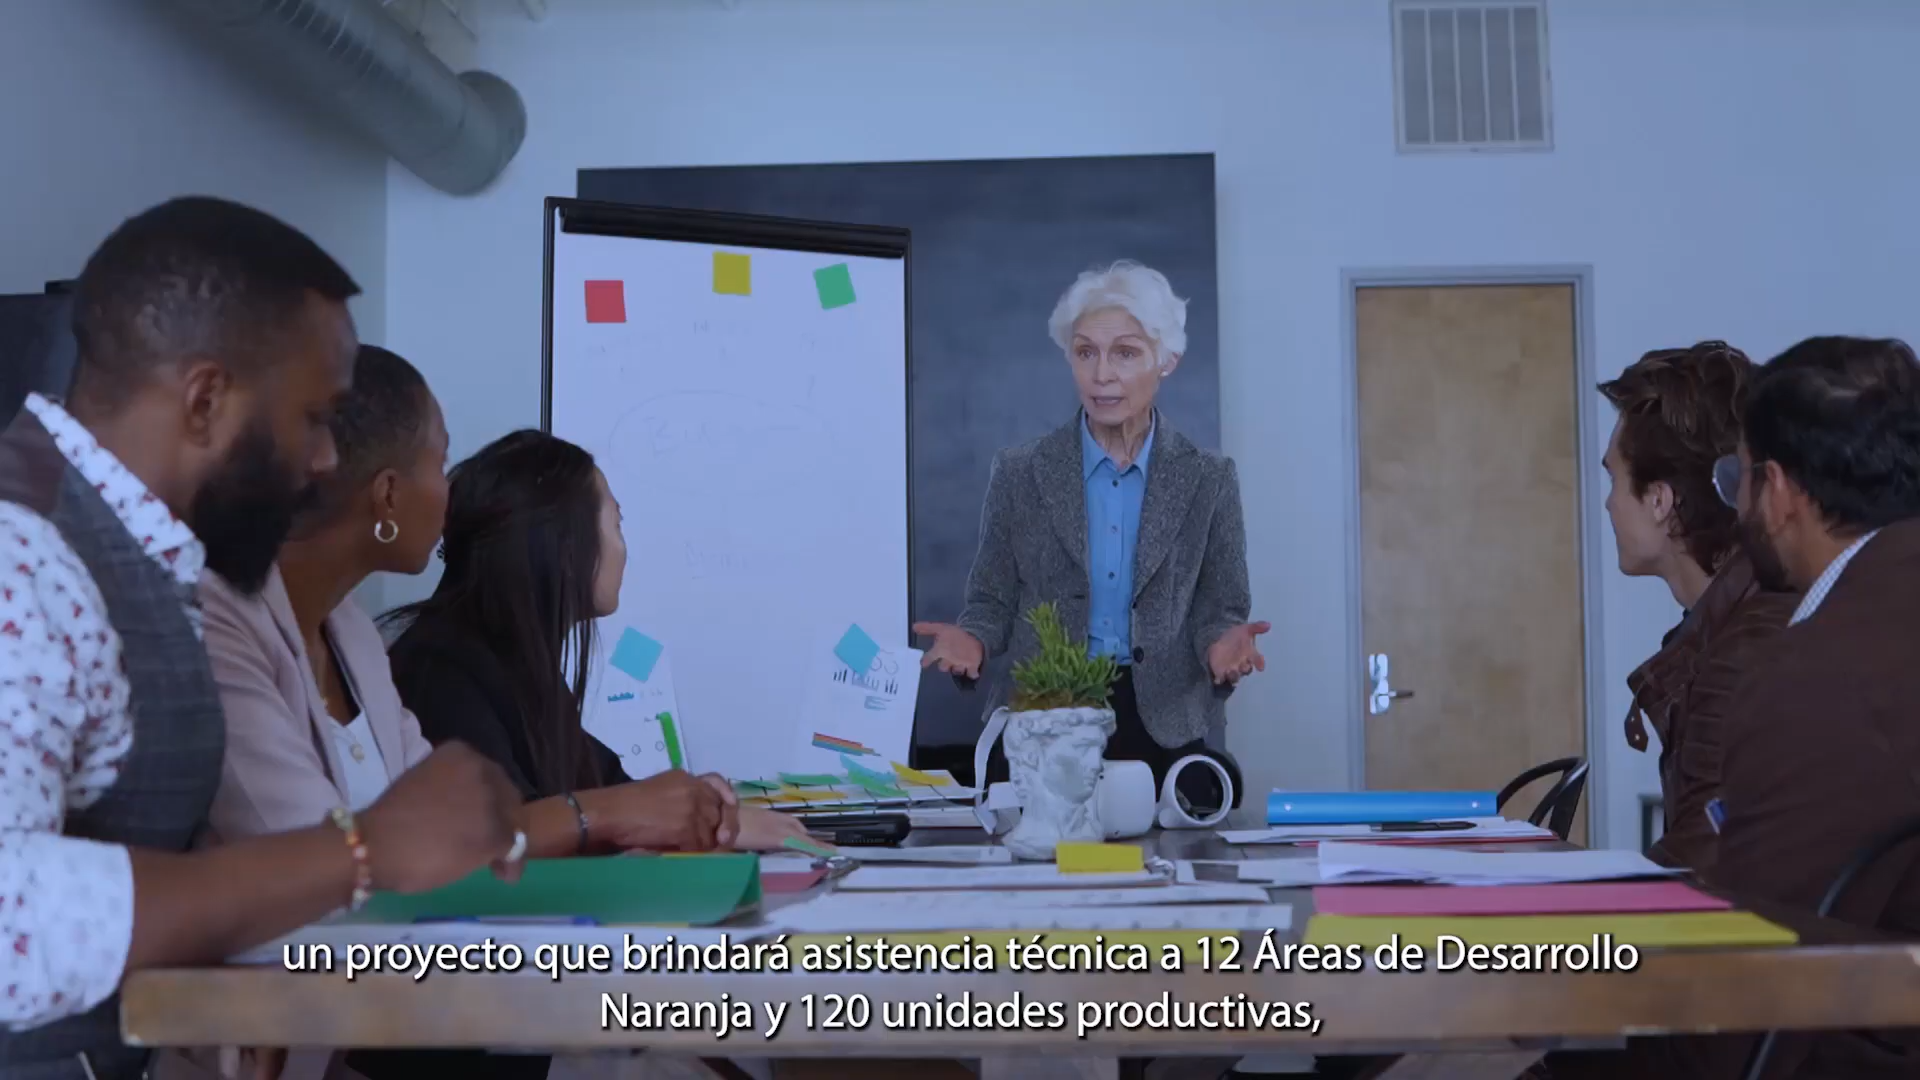 un proyecto que brindará asistencia técnica a 12 Áreas de Desarrollo
Naranja y 120 unidades productivas,